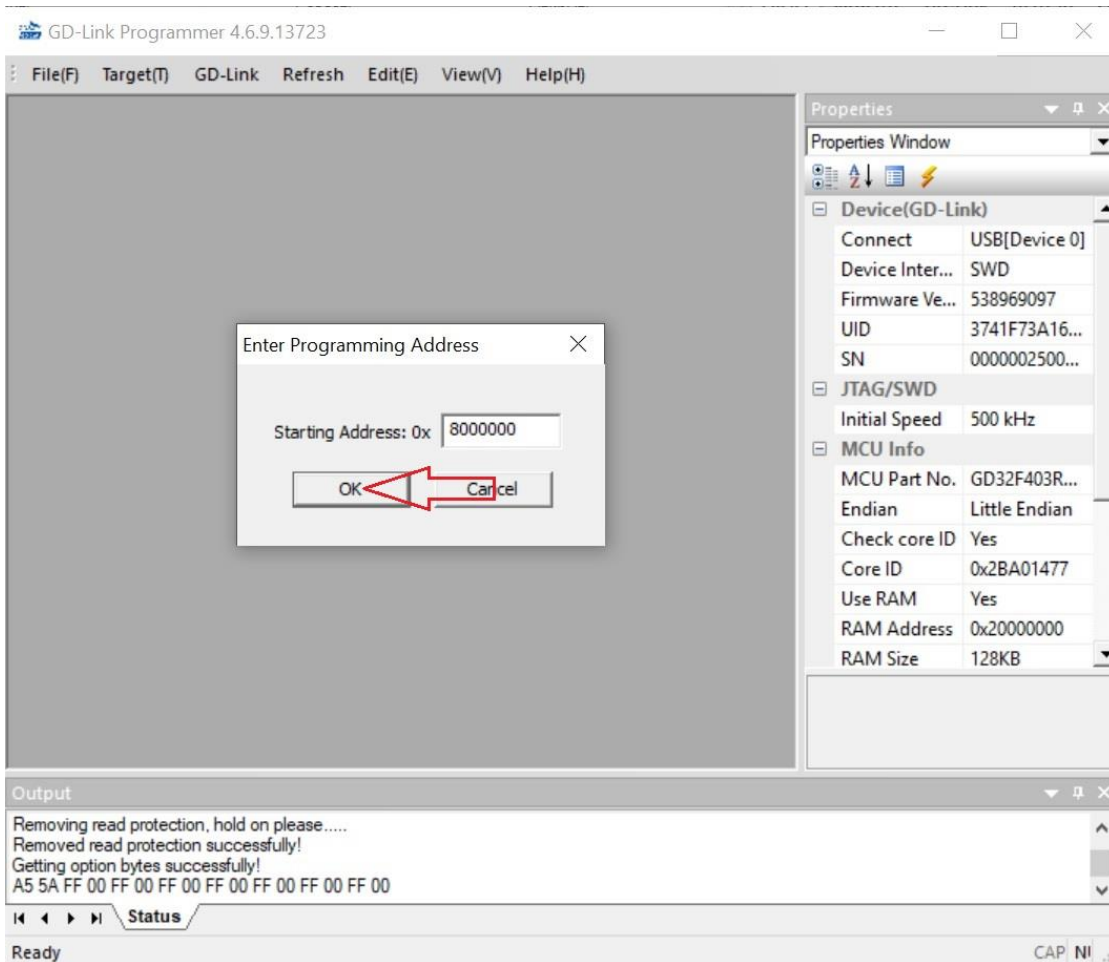 GD-Link Programmer 4.6.9.13723
File(F) Target(T) GD-Link Refresh Edit(E) View(V) Help(H)
Properties
Properties Window
Device(GD-Link)
Connect USB[Device 0]
Device Inter... SWD
Firmware Ve... 538969097
UID 3741F73A16...
SN 0000002500...
JTAG/SWD
Initial Speed 500 kHz
MCU Info
MCU Part No. GD32F403R...
Endian Little Endian
Check core ID Yes
Core ID 0x2BA01477
Use RAM Yes
RAM Address 0x20000000
RAM Size 128KB
Enter Programming Address
Starting Address: 0x 8000000
OK Cancel
Output
Removing read protection, hold on please.....
Removed read protection successfully!
Getting option bytes successfully!
A5 5A FF 00 FF 00 FF 00 FF 00 FF 00 FF 00 FF 00
Status
Ready CAP